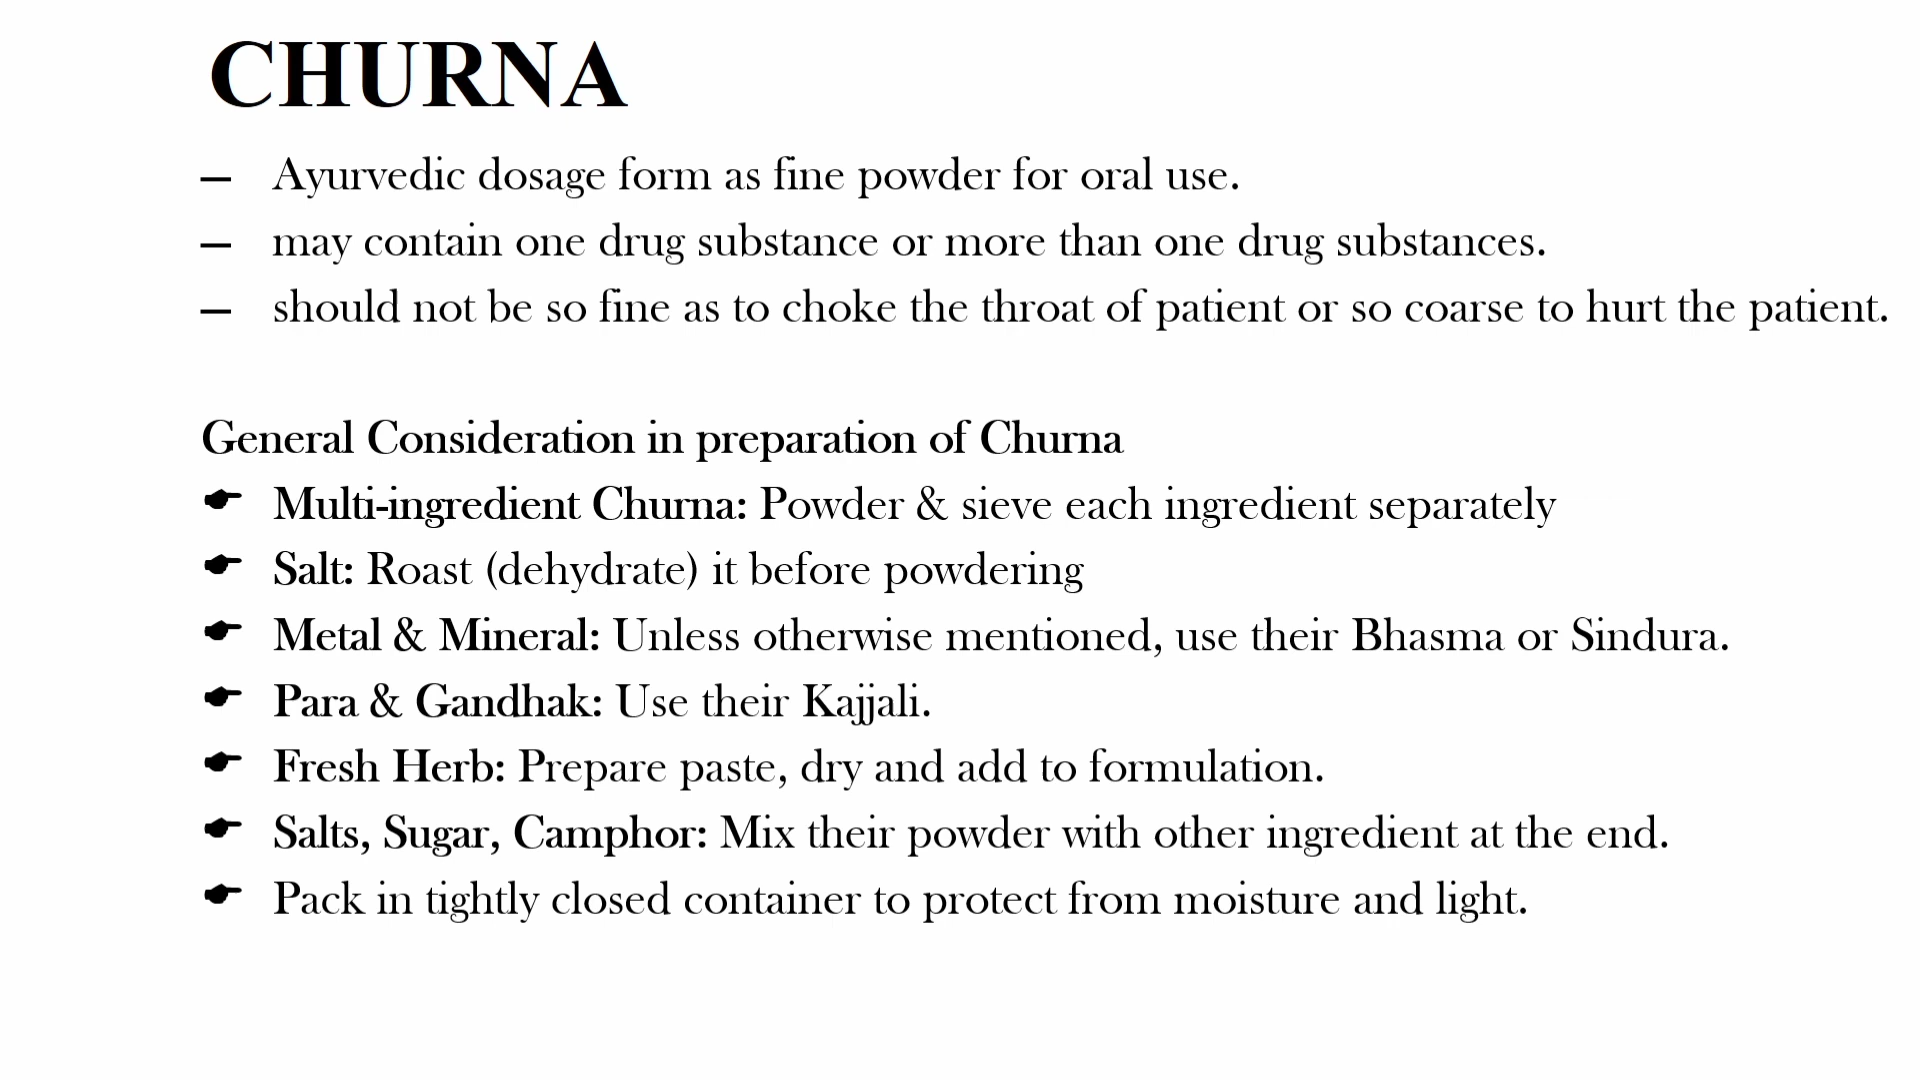 CHURNA
– Ayurvedic dosage form as fine powder for oral use.
– may contain one drug substance or more than one drug substances.
– should not be so fine as to choke the throat of patient or so coarse to hurt the patient.
General Consideration in preparation of Churna
☛ Multi-ingredient Churna: Powder & sieve each ingredient separately
☛ Salt: Roast (dehydrate) it before powdering
☛ Metal & Mineral: Unless otherwise mentioned, use their Bhasma or Sindura.
☛ Para & Gandhak: Use their Kajjali.
☛ Fresh Herb: Prepare paste, dry and add to formulation.
☛ Salts, Sugar, Camphor: Mix their powder with other ingredient at the end.
☛ Pack in tightly closed container to protect from moisture and light.